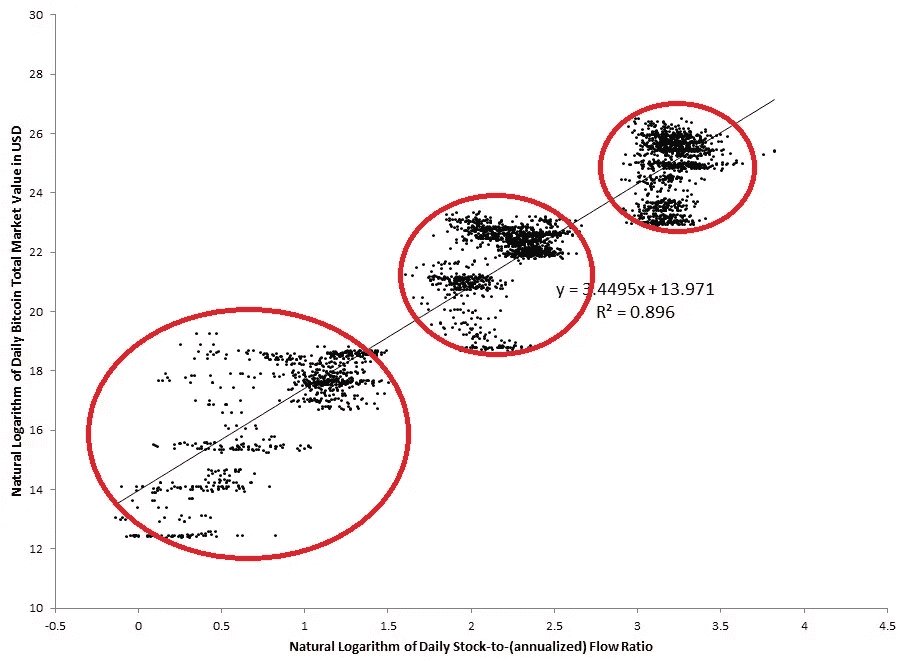 30
28
26
24
22
20
18
16
14
12
10
Natural Logarithm of Daily Bitcoin Total Market Value in USD
y = 3.4495x + 13.971
R² = 0.896
-0.5 0 0.5 1 1.5 2 2.5 3 3.5 4 4.5
Natural Logarithm of Daily Stock-to-(annualized) Flow Ratio